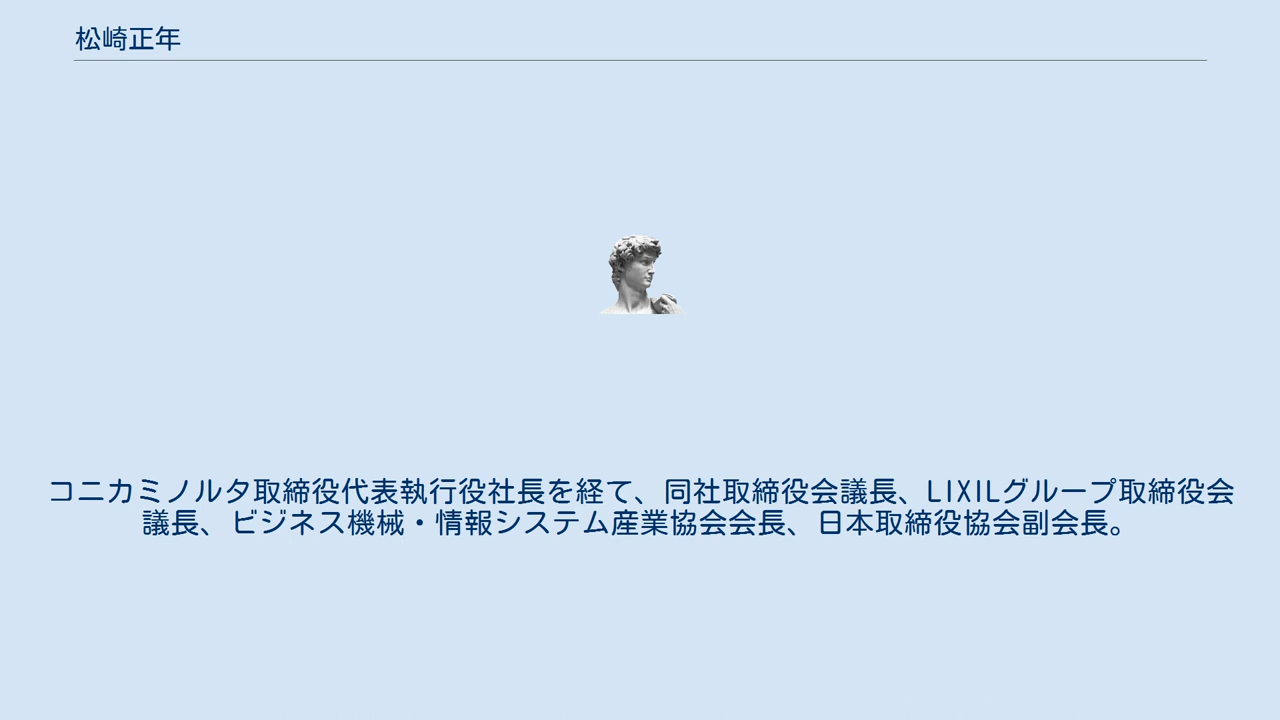 松崎正年
コニカミノルタ取締役代表執行役社長を経て、同社取締役会議長、LIXILグループ取締役会
議長、ビジネス機械・情報システム産業協会会長、日本取締役協会副会長。